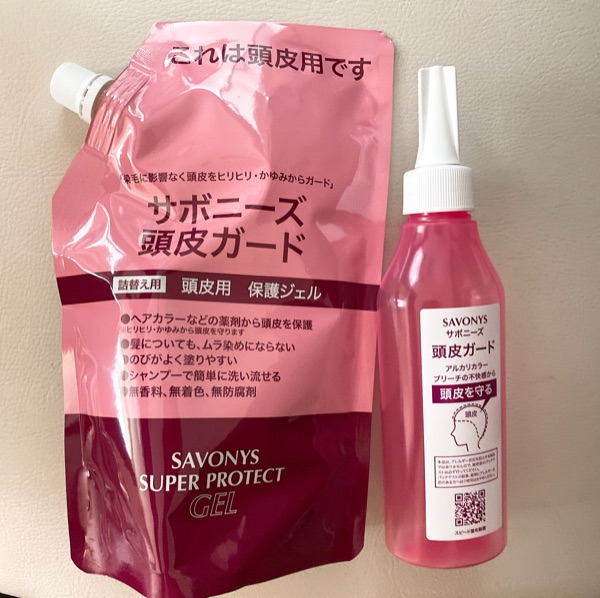 これは頭皮用です
「染毛に影響なく頭皮をヒリヒリ・かゆみからガード」
サボニーズ
頭皮ガード
詰替え用 頭皮用 保護ジェル
●ヘアカラーなどの薬剤から頭皮を保護
※ヒリヒリ・かゆみから頭皮を守ります
●髪についても、ムラ染めにならない
●のびがよく塗りやすい
●シャンプーで簡単に洗い流せる
●無香料、無着色、無防腐剤
SAVONYS
SUPER PROTECT
GEL
SAVONYS
サボニーズ
頭皮ガード
アルカリカラー
ブリーチの不快感から
頭皮を守る
頭皮
スピード筆毛動画